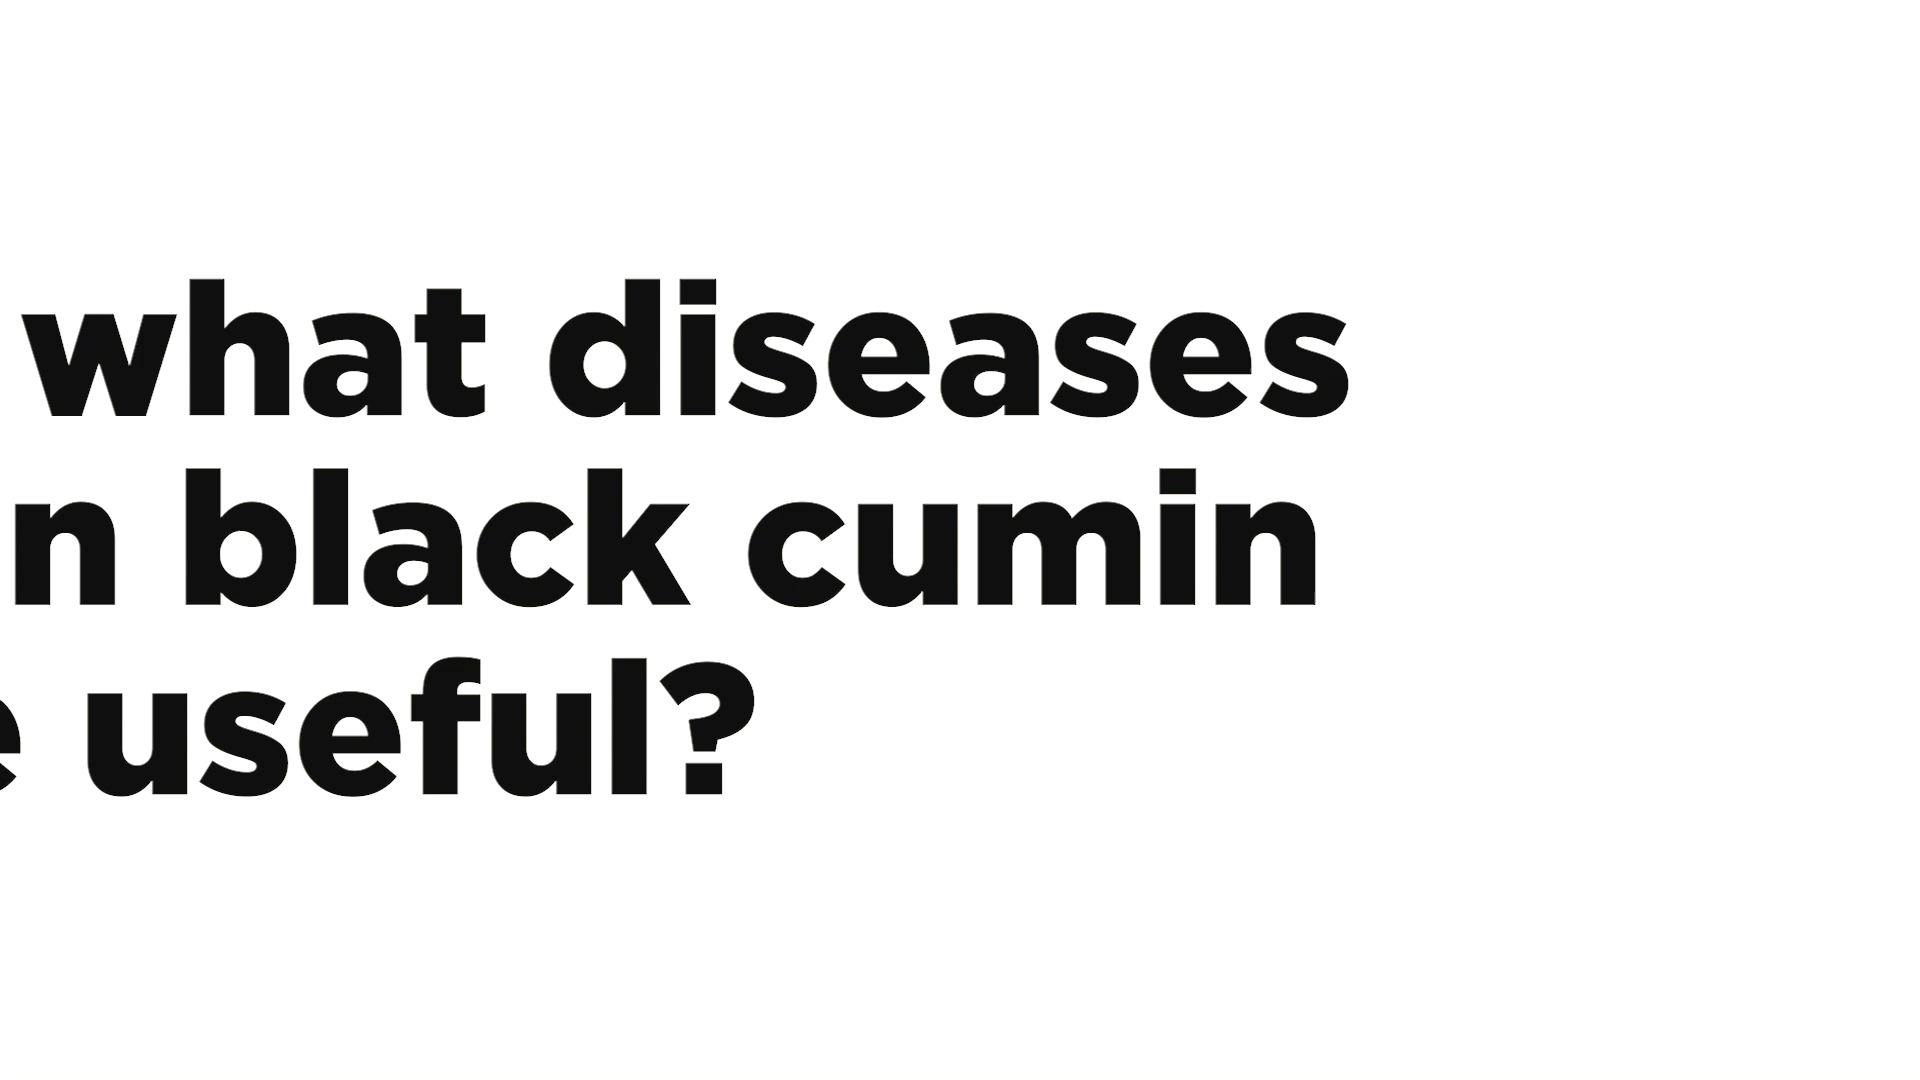 what diseases
n black cumin
e useful?